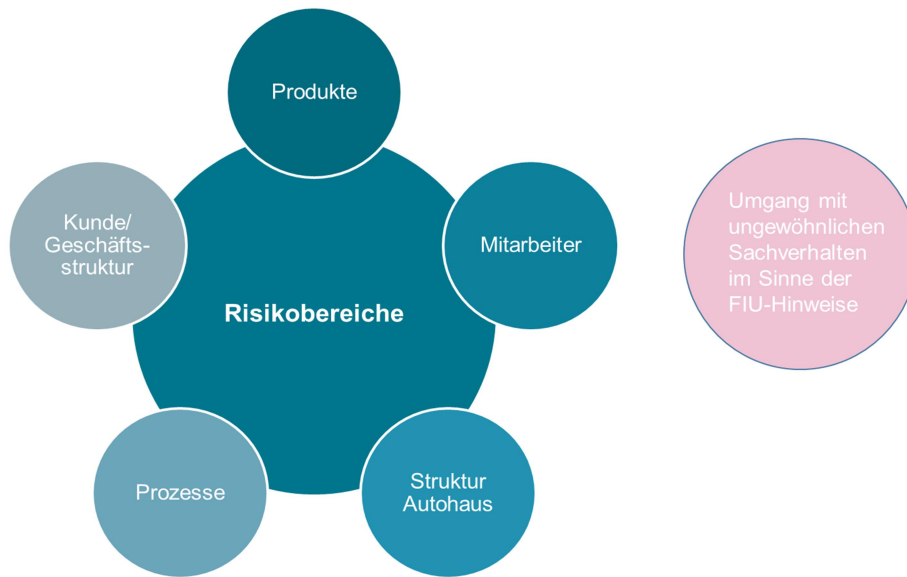 Produkte
Kunde/
Geschäfts-
struktur
Mitarbeiter
Risikobereiche
Prozesse
Struktur
Autohaus
Umgang mit
ungewöhnlichen
Sachverhalten
im Sinne der
FIU-Hinweise